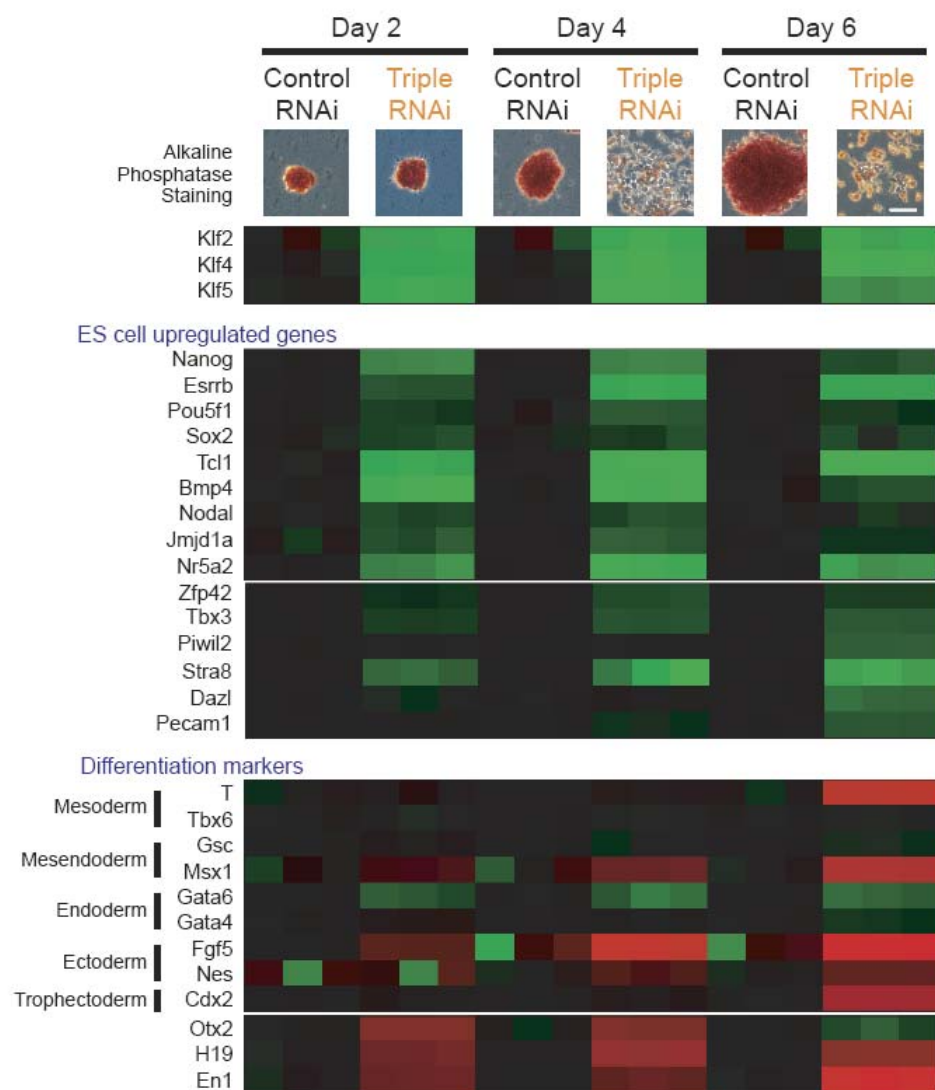 Day 2 Day 4 Day 6
Control Triple Control Triple Control Triple
RNAi RNAi RNAi RNAi RNAi RNAi
Alkaline
Phosphatase
Staining
Klf2
Klf4
Klf5
ES cell upregulated genes
Nanog
Esrrb
Pou5f1
Sox2
Tcl1
Bmp4
Nodal
Jmjd1a
Nr5a2
Zfp42
Tbx3
Piwil2
Stra8
Dazl
Pecam1
Differentiation markers
Mesoderm T
Tbx6
Mesendoderm Gsc
Msx1
Endoderm Gata6
Gata4
Ectoderm Fgf5
Nes
Trophectoderm Cdx2
Otx2
H19
En1